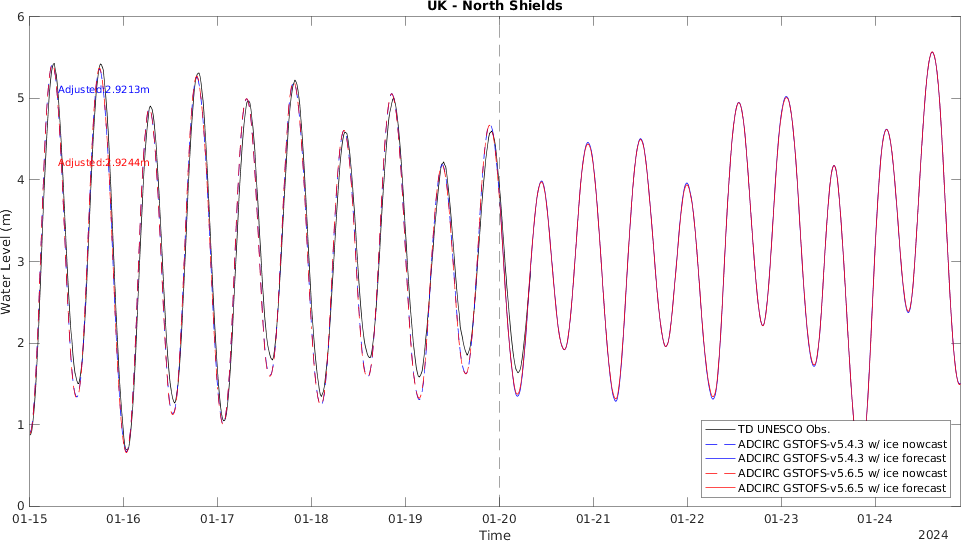 UK - North Shields
6
5
4
3
2
1
0
Water Level (m)
Adjusted:2.9213m
Adjusted:2.9244m
TD UNESCO Obs.
ADCIRC GSTOFS-v5.4.3 w/ ice nowcast
ADCIRC GSTOFS-v5.4.3 w/ ice forecast
ADCIRC GSTOFS-v5.6.5 w/ ice nowcast
ADCIRC GSTOFS-v5.6.5 w/ ice forecast
01-15 01-16 01-17 01-18 01-19 01-20 01-21 01-22 01-23 01-24
Time
2024